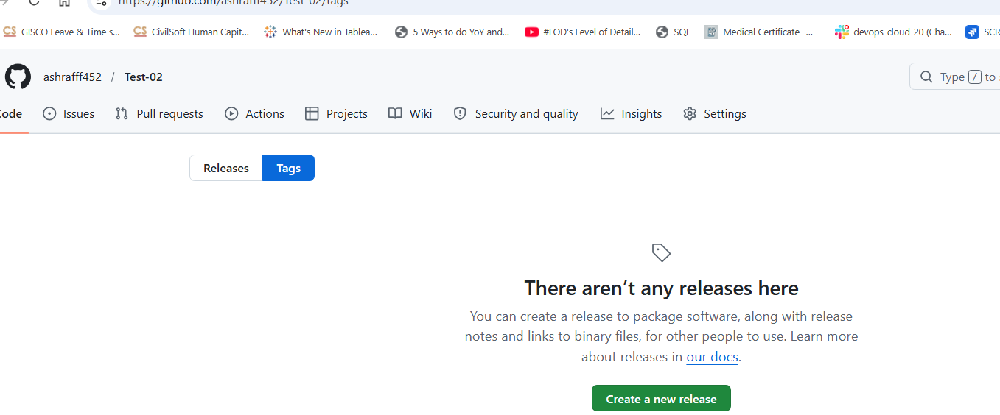 https://github.com/ashrafff452/Test-02/tags
GISCO Leave & Time s... CivilSoft Human Capit... What's New in Tablea... 5 Ways to do YoY and... #LOD's Level of Detail... SQL Medical Certificate -... devops-cloud-20 (Cha... SCR
ashrafff452 / Test-02 Type / to
Code Issues Pull requests Actions Projects Wiki Security and quality Insights Settings
Releases Tags
There aren’t any releases here
You can create a release to package software, along with release
notes and links to binary files, for other people to use. Learn more
about releases in our docs.
Create a new release